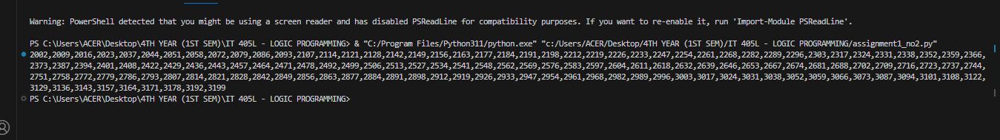 Warning: PowerShell detected that you might be using a screen reader and has disabled PSReadLine for compatibility purposes. If you want to re-enable it, run 'Import-Module PSReadLine'.
PS C:\Users\ACER\Desktop\4TH YEAR (1ST SEM)\IT 405L - LOGIC PROGRAMMING> & "C:/Program Files/Python311/python.exe" "c:/Users/ACER/Desktop/4TH YEAR (1ST SEM)/IT 405L - LOGIC PROGRAMMING/assignment1_no2.py"
2002,2009,2016,2023,2037,2044,2051,2058,2072,2079,2086,2093,2107,2114,2121,2128,2142,2149,2156,2163,2177,2184,2191,2198,2212,2219,2226,2233,2247,2254,2261,2268,2282,2289,2296,2303,2317,2324,2331,2338,2352,2359,2366,
2373,2387,2394,2401,2408,2422,2429,2436,2443,2457,2464,2471,2478,2492,2499,2506,2513,2527,2534,2541,2548,2562,2569,2576,2583,2597,2604,2611,2618,2632,2639,2646,2653,2667,2674,2681,2688,2702,2709,2716,2723,2737,2744,
2751,2758,2772,2779,2786,2793,2807,2814,2821,2828,2842,2849,2856,2863,2877,2884,2891,2898,2912,2919,2926,2933,2947,2954,2961,2968,2982,2989,2996,3003,3017,3024,3031,3038,3052,3059,3066,3073,3087,3094,3101,3108,3122,
3129,3136,3143,3157,3164,3171,3178,3192,3199
PS C:\Users\ACER\Desktop\4TH YEAR (1ST SEM)\IT 405L - LOGIC PROGRAMMING>